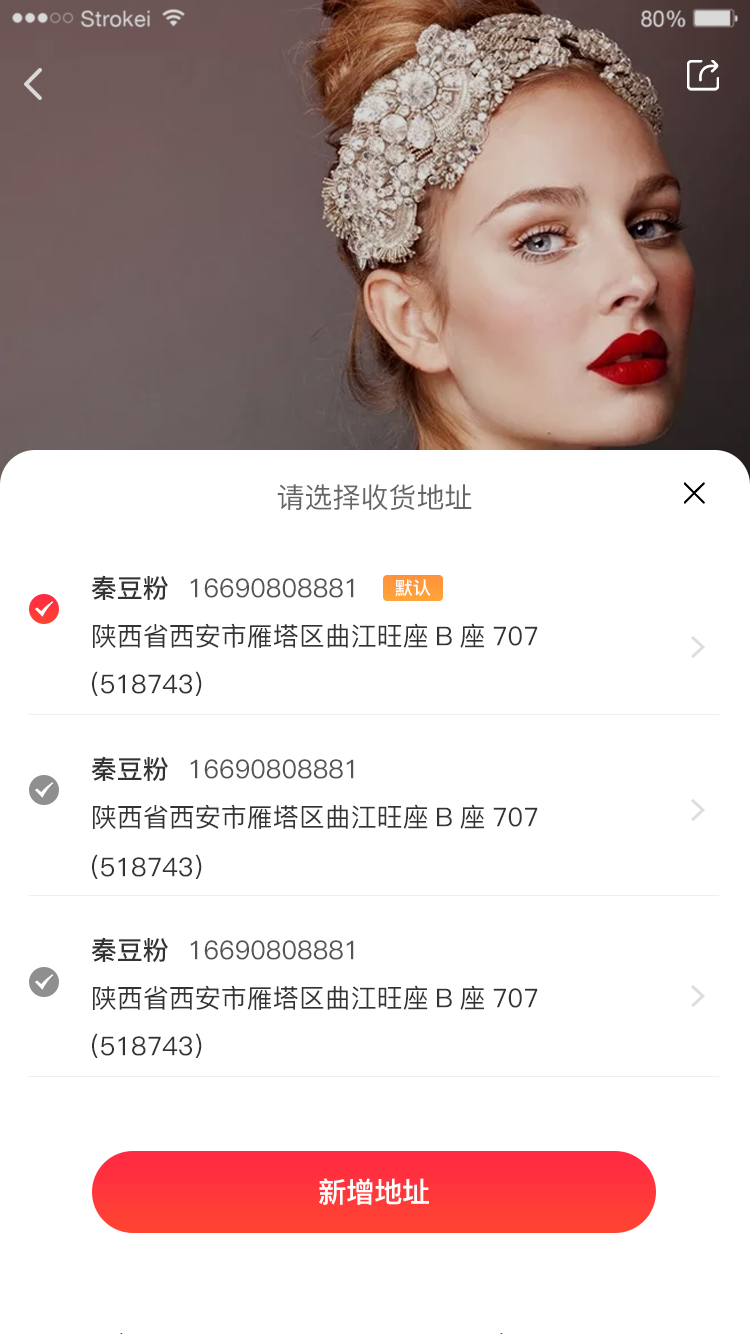 Strokei 80%
请选择收货地址
秦豆粉 16690808881 默认
陕西省西安市雁塔区曲江旺座 B 座 707
(518743)
秦豆粉 16690808881
陕西省西安市雁塔区曲江旺座 B 座 707
(518743)
秦豆粉 16690808881
陕西省西安市雁塔区曲江旺座 B 座 707
(518743)
新增地址